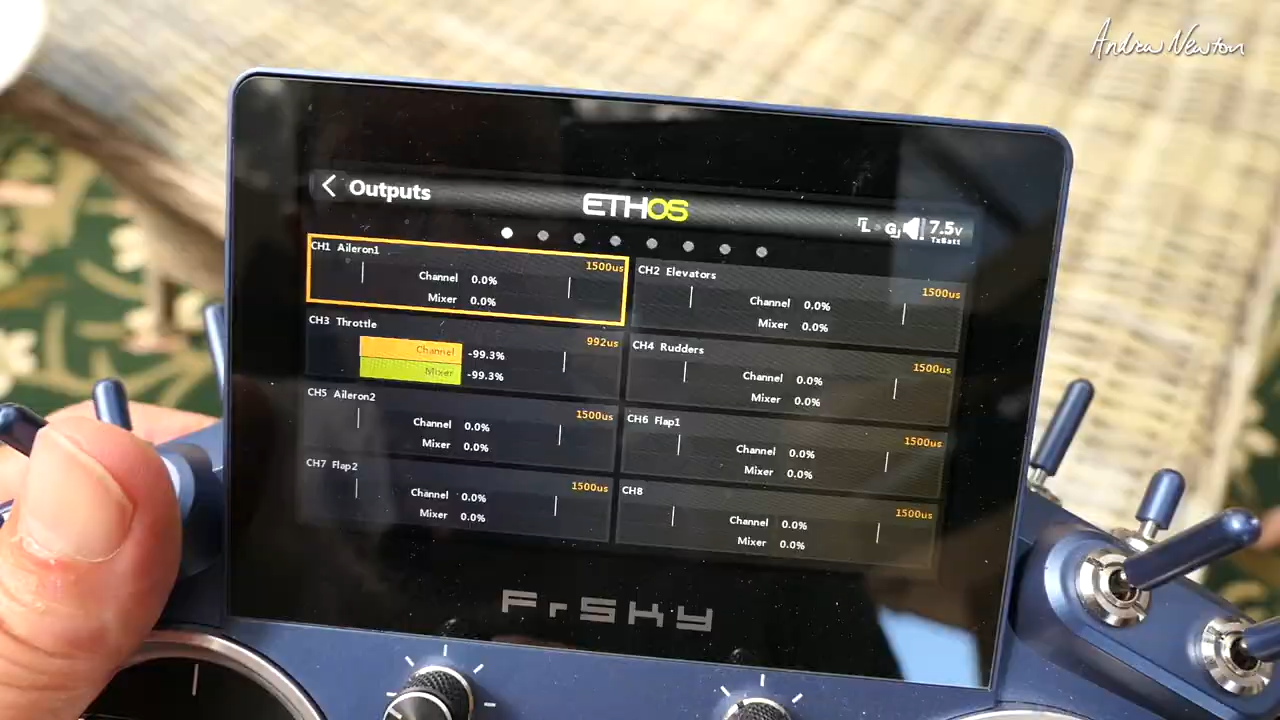 Andrew Newton
Outputs
ETHOS
7.5v
TxBatt
CH1 Aileron1
1500us
Channel 0.0%
Mixer 0.0%
CH2 Elevators
1500us
Channel 0.0%
Mixer 0.0%
CH3 Throttle
992us
Channel -99.3%
Mixer -99.3%
CH4 Rudders
1500us
Channel 0.0%
Mixer 0.0%
CH5 Aileron2
1500us
Channel 0.0%
Mixer 0.0%
CH6 Flap1
1500us
Channel 0.0%
Mixer 0.0%
CH7 Flap2
1500us
Channel 0.0%
Mixer 0.0%
CH8
1500us
Channel 0.0%
Mixer 0.0%
FrSKY